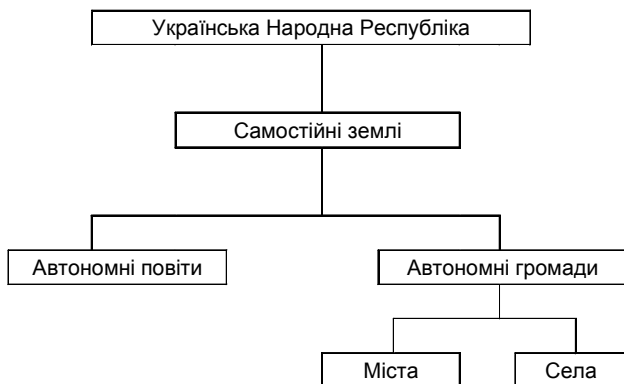 Українська Народна Республіка
Самостійні землі
Автономні повіти
Автономні громади
Міста
Села